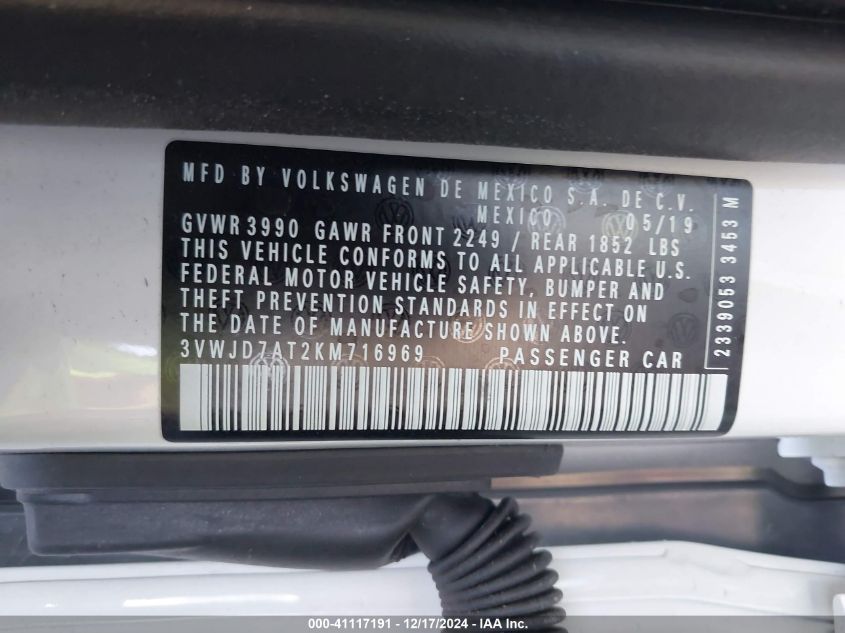 MFD BY VOLKSWAGEN DE MEXICO S.A. DE C.V.
MEXICO 05/19
GVWR 3990 GAWR FRONT 2249 / REAR 1852 LBS
THIS VEHICLE CONFORMS TO ALL APPLICABLE U.S.
FEDERAL MOTOR VEHICLE SAFETY, BUMPER AND
THEFT PREVENTION STANDARDS IN EFFECT ON
THE DATE OF MANUFACTURE SHOWN ABOVE.
3VWJD7AT2KM716969 PASSENGER CAR
2339053 3453 M
000-41117191 - 12/17/2024 - IAA Inc.